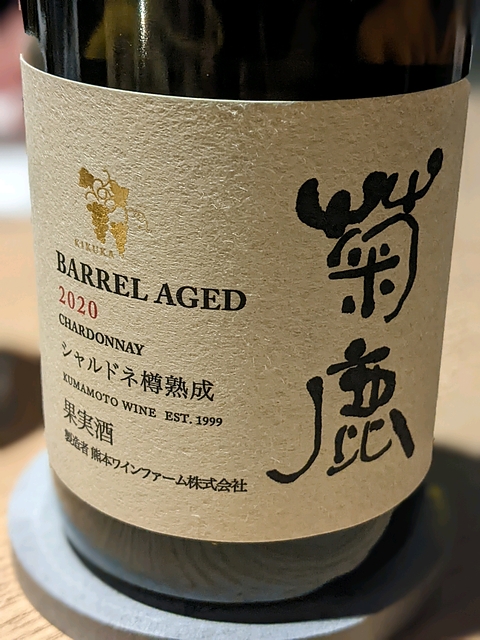 KIKUKA
BARREL AGED
2020
CHARDONNAY
シャルドネ樽熟成
KUMAMOTO WINE EST. 1999
果実酒
製造者 熊本ワインファーム株式会社
菊鹿